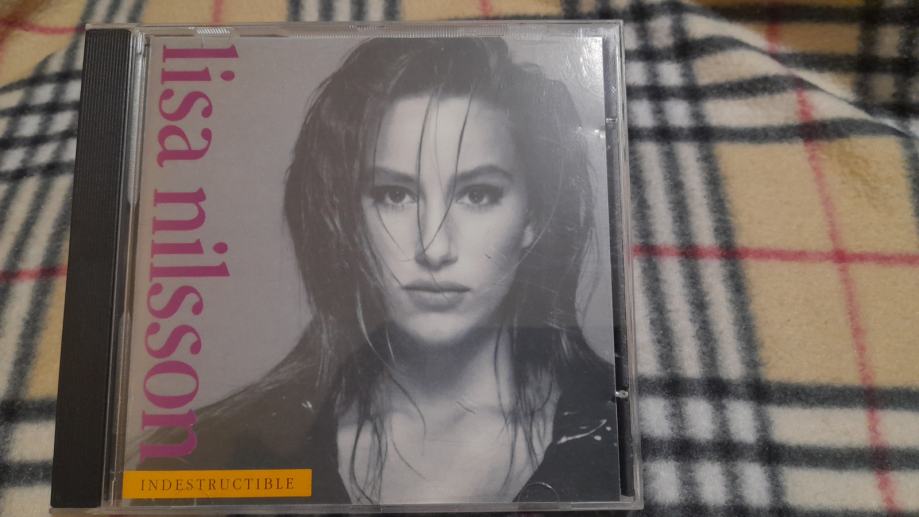 lisa nilsson
INDESTRUCTIBLE